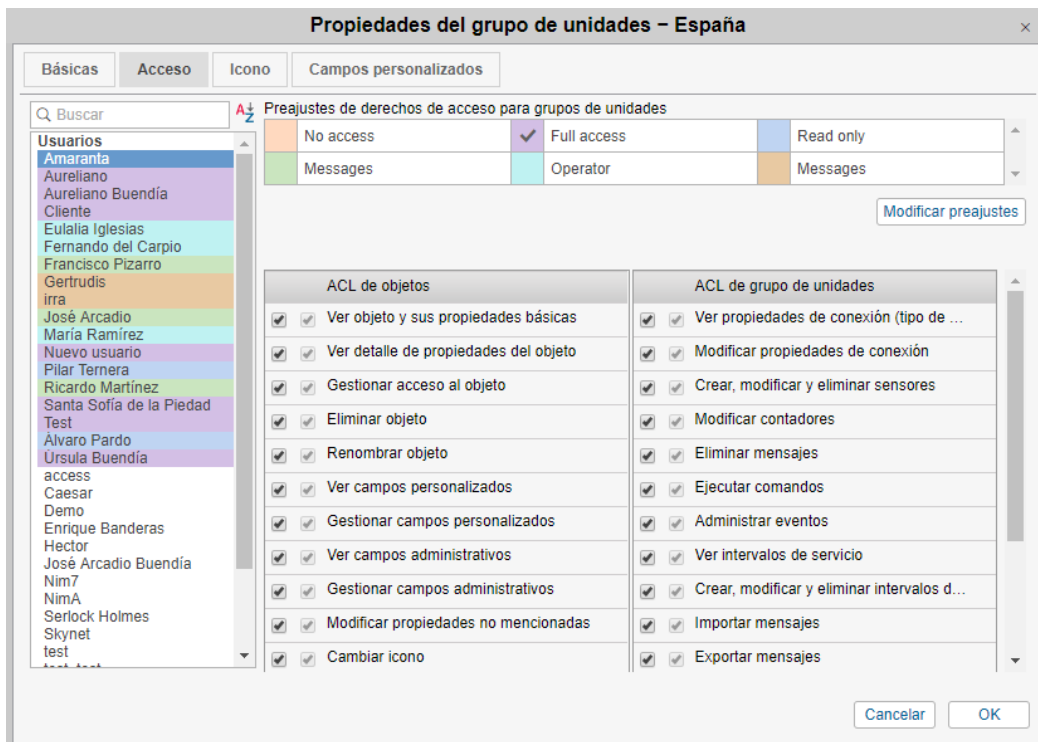 Propiedades del grupo de unidades – España
×
Básicas
Acceso
Icono
Campos personalizados
Buscar
AZ
Preajustes de derechos de acceso para grupos de unidades
No access
Full access
Read only
Messages
Operator
Messages
Modificar preajustes
Usuarios
Amaranta
Aureliano
Aureliano Buendía
Cliente
Eulalia Iglesias
Fernando del Carpio
Francisco Pizarro
Gertrudis
irra
José Arcadio
María Ramírez
Nuevo usuario
Pilar Ternera
Ricardo Martínez
Santa Sofía de la Piedad
Test
Álvaro Pardo
Úrsula Buendía
access
Caesar
Demo
Enrique Banderas
Hector
José Arcadio Buendía
Nim7
NimA
Serlock Holmes
Skynet
test
ACL de objetos
Ver objeto y sus propiedades básicas
Ver detalle de propiedades del objeto
Gestionar acceso al objeto
Eliminar objeto
Renombrar objeto
Ver campos personalizados
Gestionar campos personalizados
Ver campos administrativos
Gestionar campos administrativos
Modificar propiedades no mencionadas
Cambiar icono
ACL de grupo de unidades
Ver propiedades de conexión (tipo de ...
Modificar propiedades de conexión
Crear, modificar y eliminar sensores
Modificar contadores
Eliminar mensajes
Ejecutar comandos
Administrar eventos
Ver intervalos de servicio
Crear, modificar y eliminar intervalos d...
Importar mensajes
Exportar mensajes
Cancelar
OK